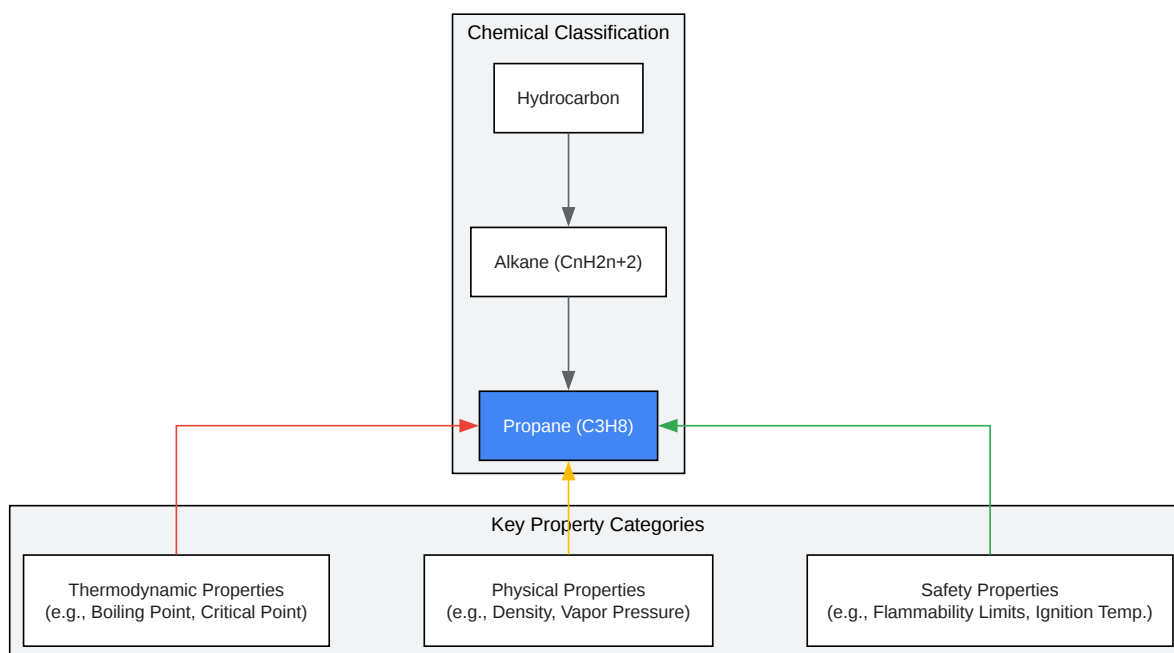 Chemical Classification
Hydrocarbon
Alkane (CnH2n+2)
Propane (C3H8)
Key Property Categories
Thermodynamic Properties
(e.g., Boiling Point, Critical Point)
Physical Properties
(e.g., Density, Vapor Pressure)
Safety Properties
(e.g., Flammability Limits, Ignition Temp.)